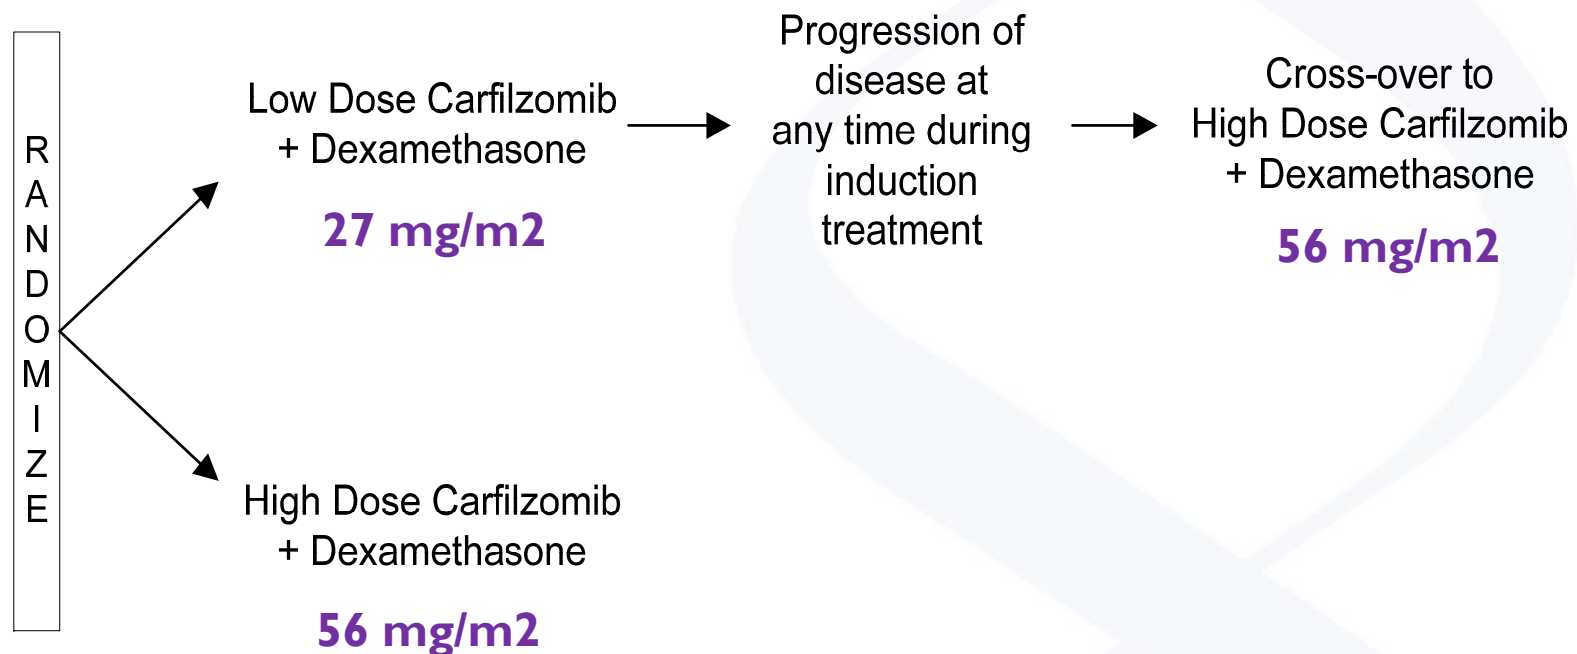 RANDOMIZE
Low Dose Carfilzomib
+ Dexamethasone
27 mg/m2
Progression of
disease at
any time during
induction
treatment
Cross-over to
High Dose Carfilzomib
+ Dexamethasone
56 mg/m2
High Dose Carfilzomib
+ Dexamethasone
56 mg/m2